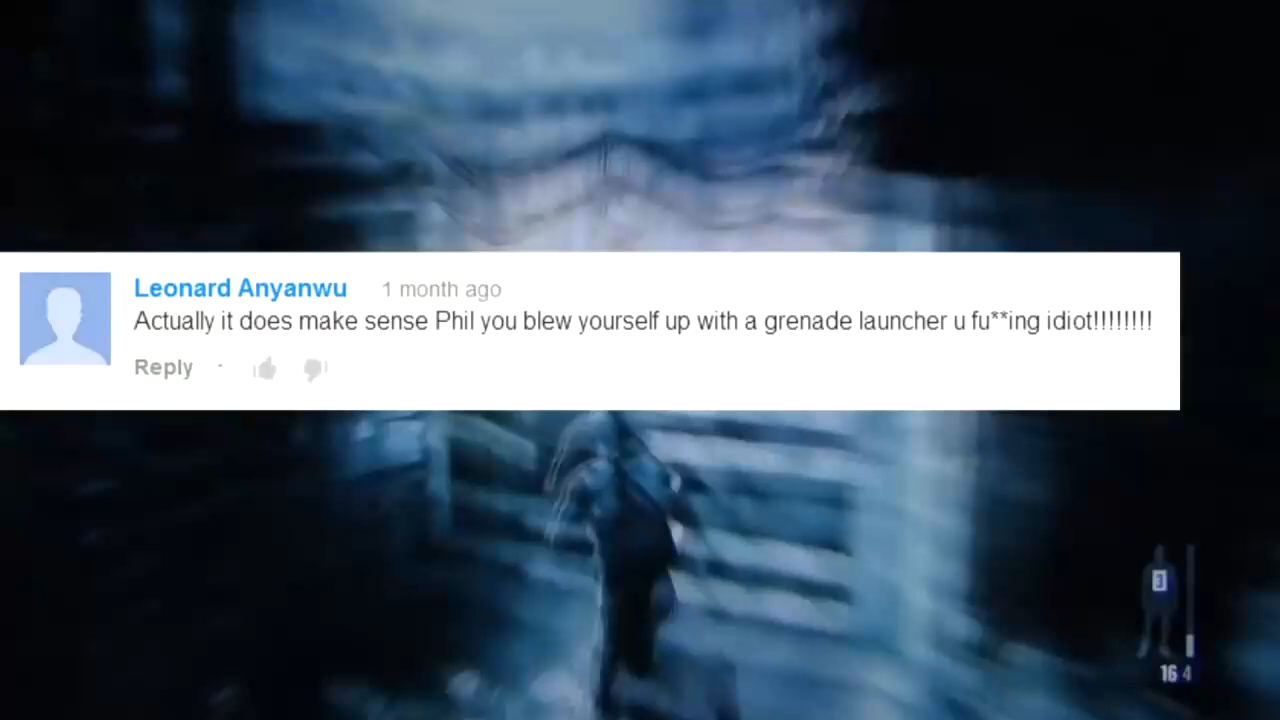 Leonard Anyanwu 1 month ago
Actually it does make sense Phil you blew yourself up with a grenade launcher u fu**ing idiot!!!!!!!!
Reply ·
3
16 4